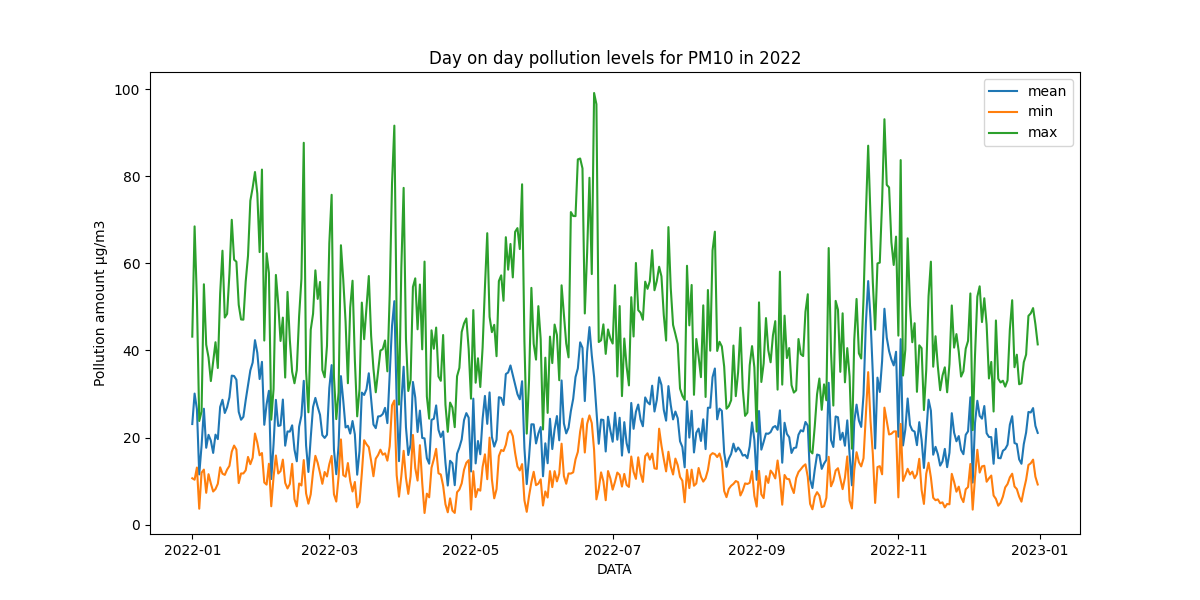 Day on day pollution levels for PM10 in 2022
mean
min
max
Pollution amount µg/m3
100
80
60
40
20
0
2022-01
2022-03
2022-05
2022-07
2022-09
2022-11
2023-01
DATA